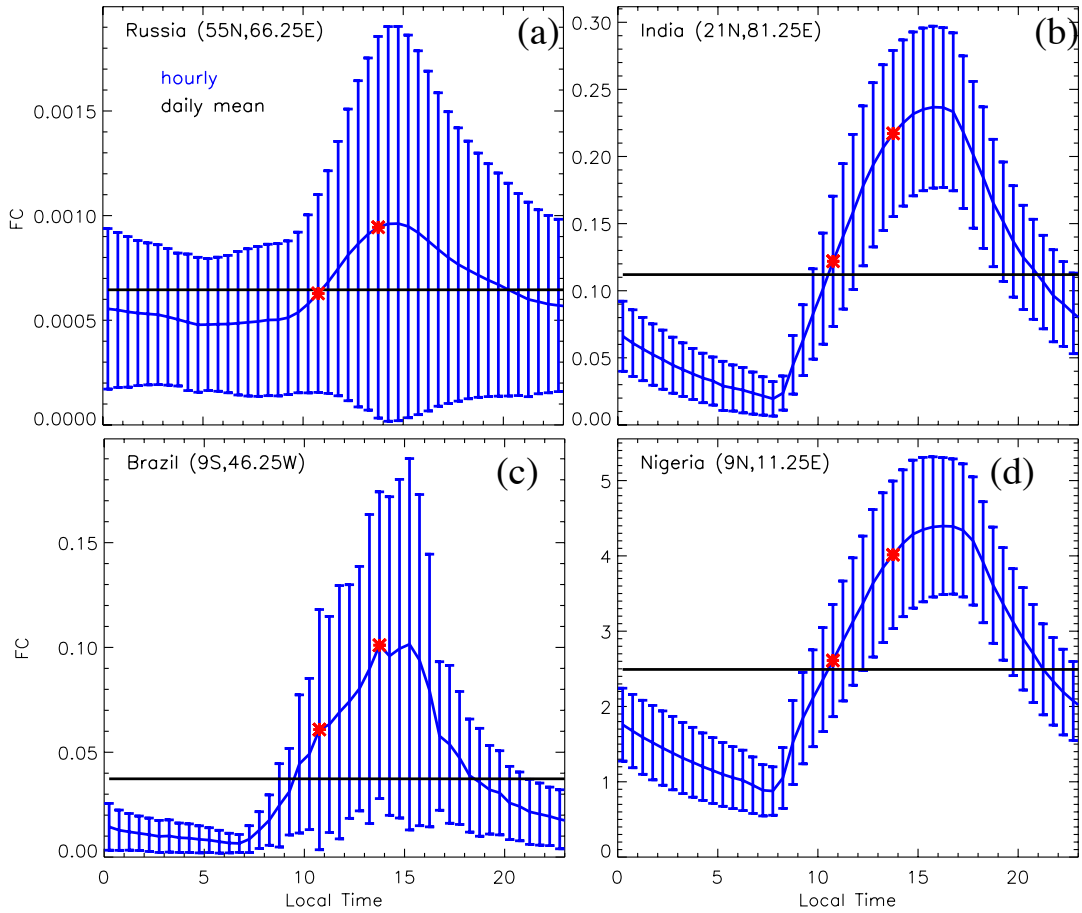 Russia (55N,66.25E)
(a)
hourly
daily mean
FC
0.0015
0.0010
0.0005
0.0000
India (21N,81.25E)
(b)
0.30
0.25
0.20
0.15
0.10
0.05
0.00
Brazil (9S,46.25W)
(c)
FC
0.15
0.10
0.05
0.00
0 5 10 15 20
Local Time
Nigeria (9N,11.25E)
(d)
5
4
3
2
1
0
0 5 10 15 20
Local Time